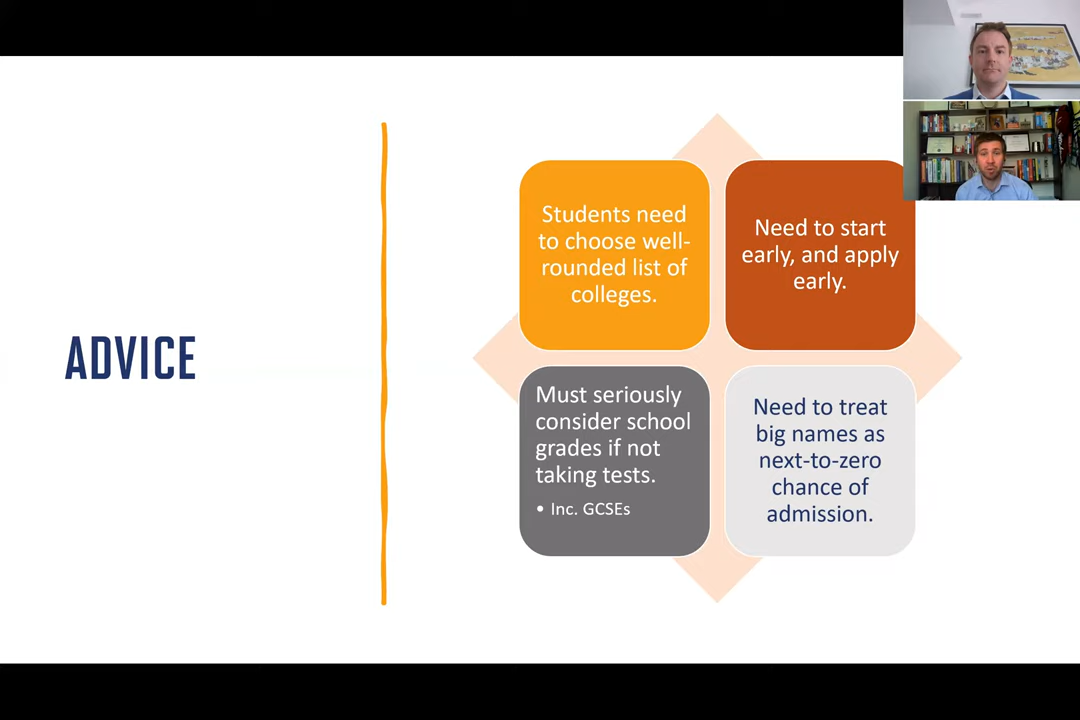 ADVICE
Students need
to choose well-
rounded list of
colleges.
Need to start
early, and apply
early.
Must seriously
consider school
grades if not
taking tests.
• Inc. GCSEs
Need to treat
big names as
next-to-zero
chance of
admission.